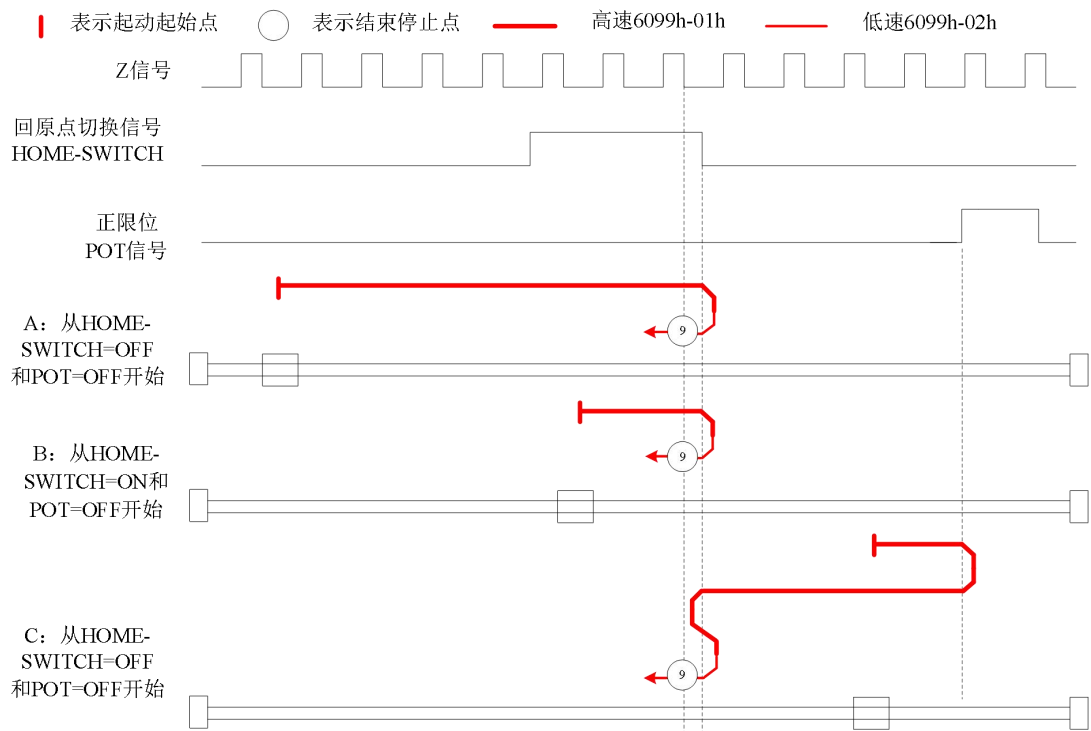 表示起动起始点
表示结束停止点
高速6099h-01h
低速6099h-02h
Z信号
回原点切换信号
HOME-SWITCH
正限位
POT信号
A：从HOME-
SWITCH=OFF
和POT=OFF开始
9
B：从HOME-
SWITCH=ON和
POT=OFF开始
9
C：从HOME-
SWITCH=OFF
和POT=OFF开始
9